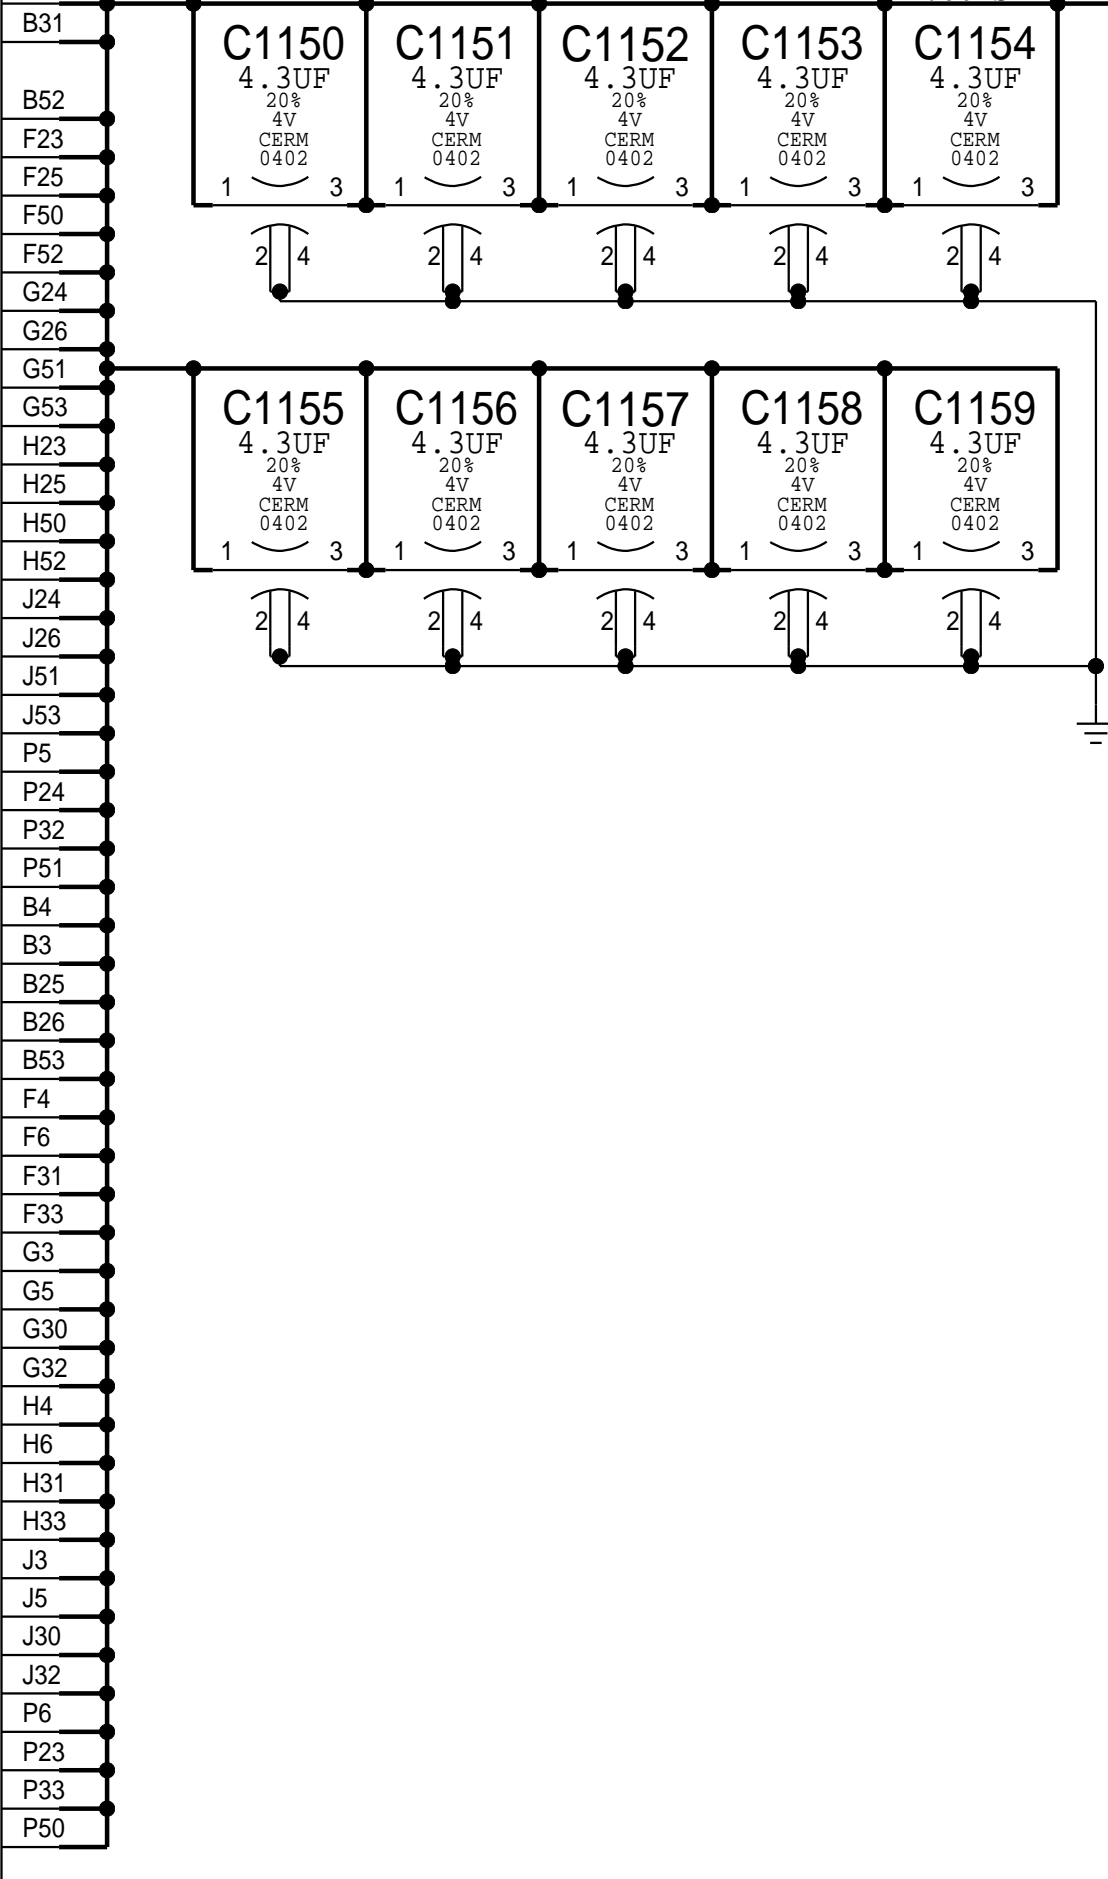 B31
B52
F23
F25
F50
F52
G24
G26
G51
G53
H23
H25
H50
H52
J24
J26
J51
J53
P5
P24
P32
P51
B4
B3
B25
B26
B53
F4
F6
F31
F33
G3
G5
G30
G32
H4
H6
H31
H33
J3
J5
J30
J32
P6
P23
P33
P50
C1150 C1151 C1152 C1153 C1154
4.3UF 4.3UF 4.3UF 4.3UF 4.3UF
20% 20% 20% 20% 20%
4V 4V 4V 4V 4V
CERM CERM CERM CERM CERM
0402 0402 0402 0402 0402
1 3 1 3 1 3 1 3 1 3
2 4 2 4 2 4 2 4 2 4
C1155 C1156 C1157 C1158 C1159
4.3UF 4.3UF 4.3UF 4.3UF 4.3UF
20% 20% 20% 20% 20%
4V 4V 4V 4V 4V
CERM CERM CERM CERM CERM
0402 0402 0402 0402 0402
1 3 1 3 1 3 1 3 1 3
2 4 2 4 2 4 2 4 2 4